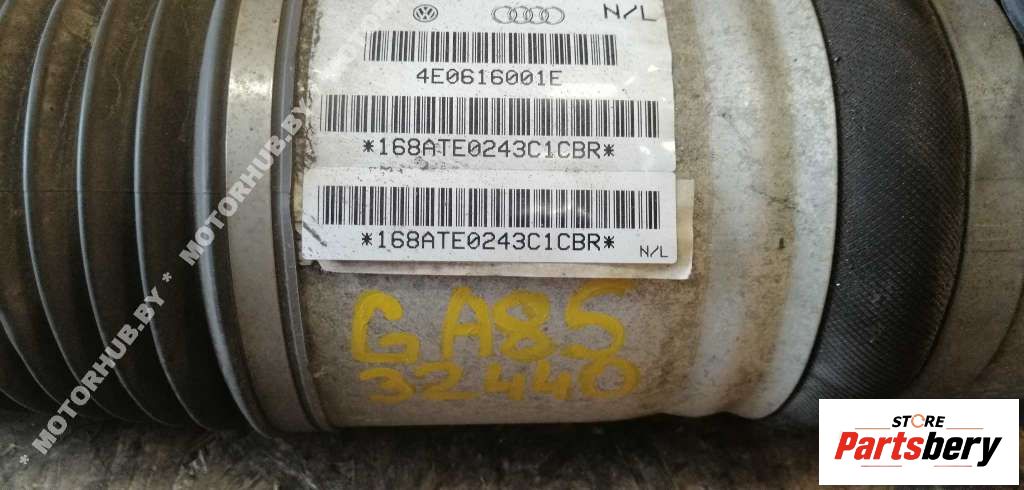 N/L
4E0616001E
*168ATE0243C1CBR*
*168ATE0243C1CBR*
N/L
GA85
32440
* MOTORHUB.BY * MOTORHUB.BY
STORE
Partsbery